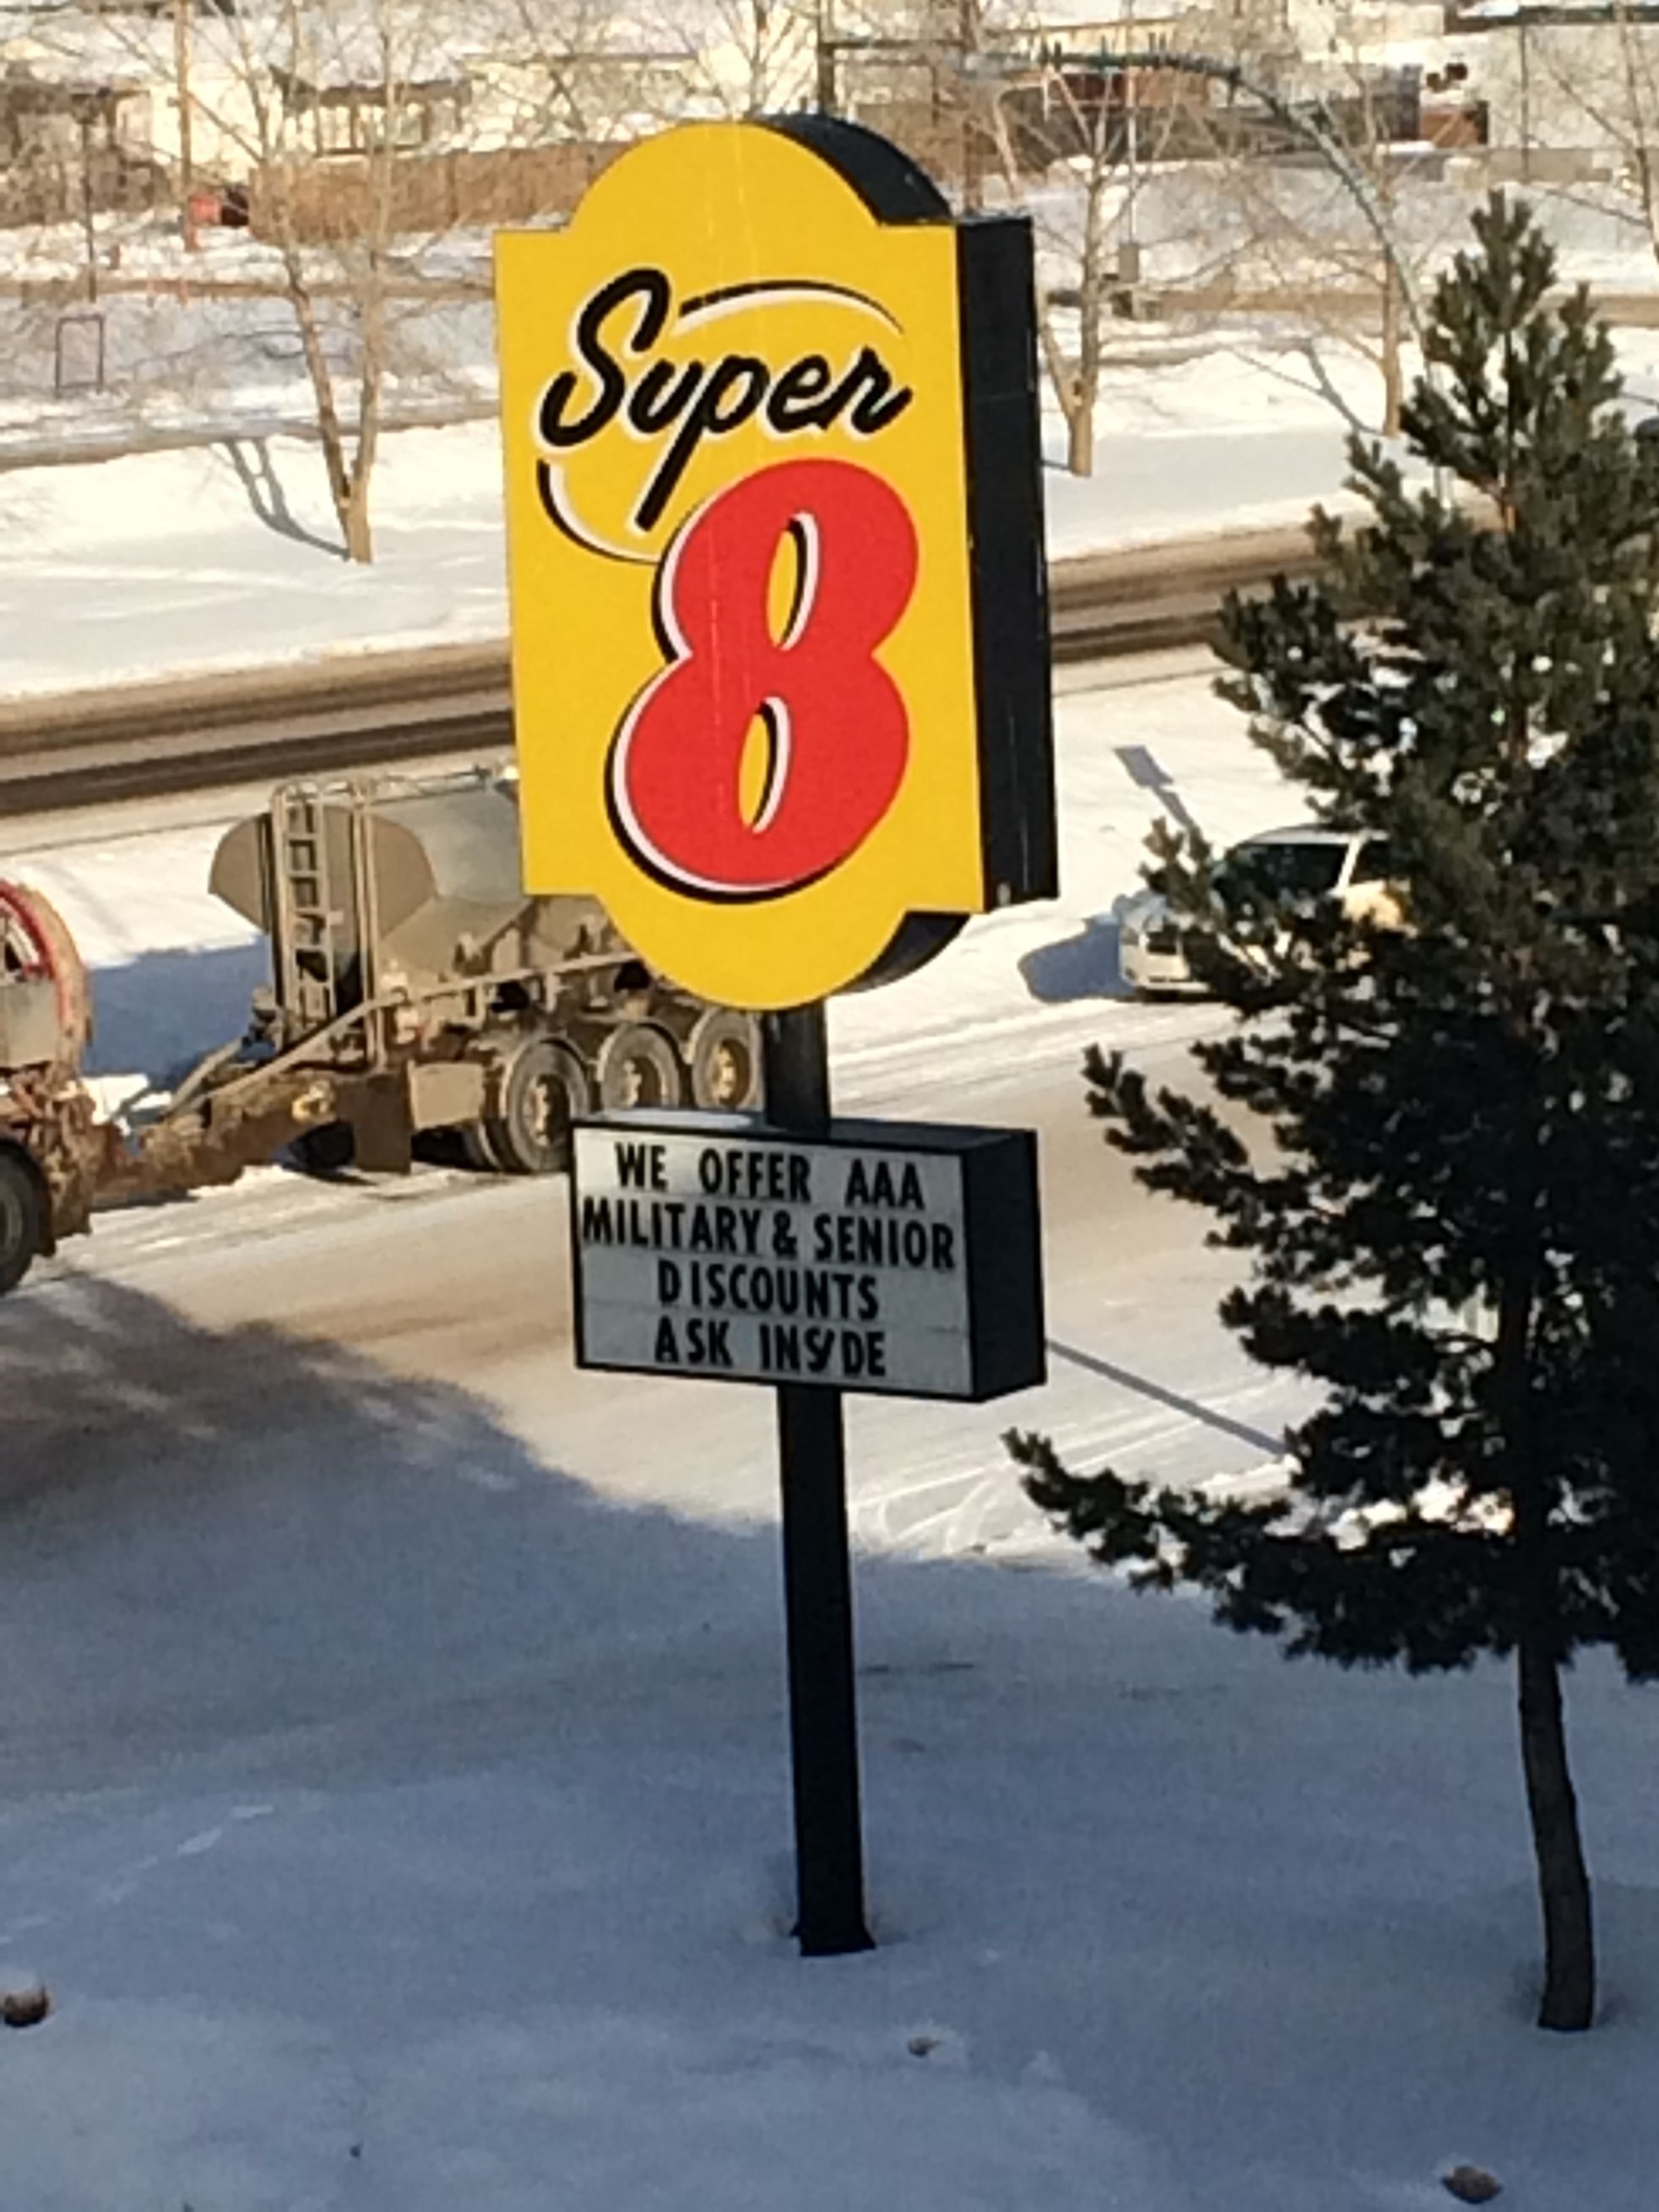 Super
8
WE OFFER AAA
MILITARY & SENIOR
DISCOUNTS
ASK INSIDE